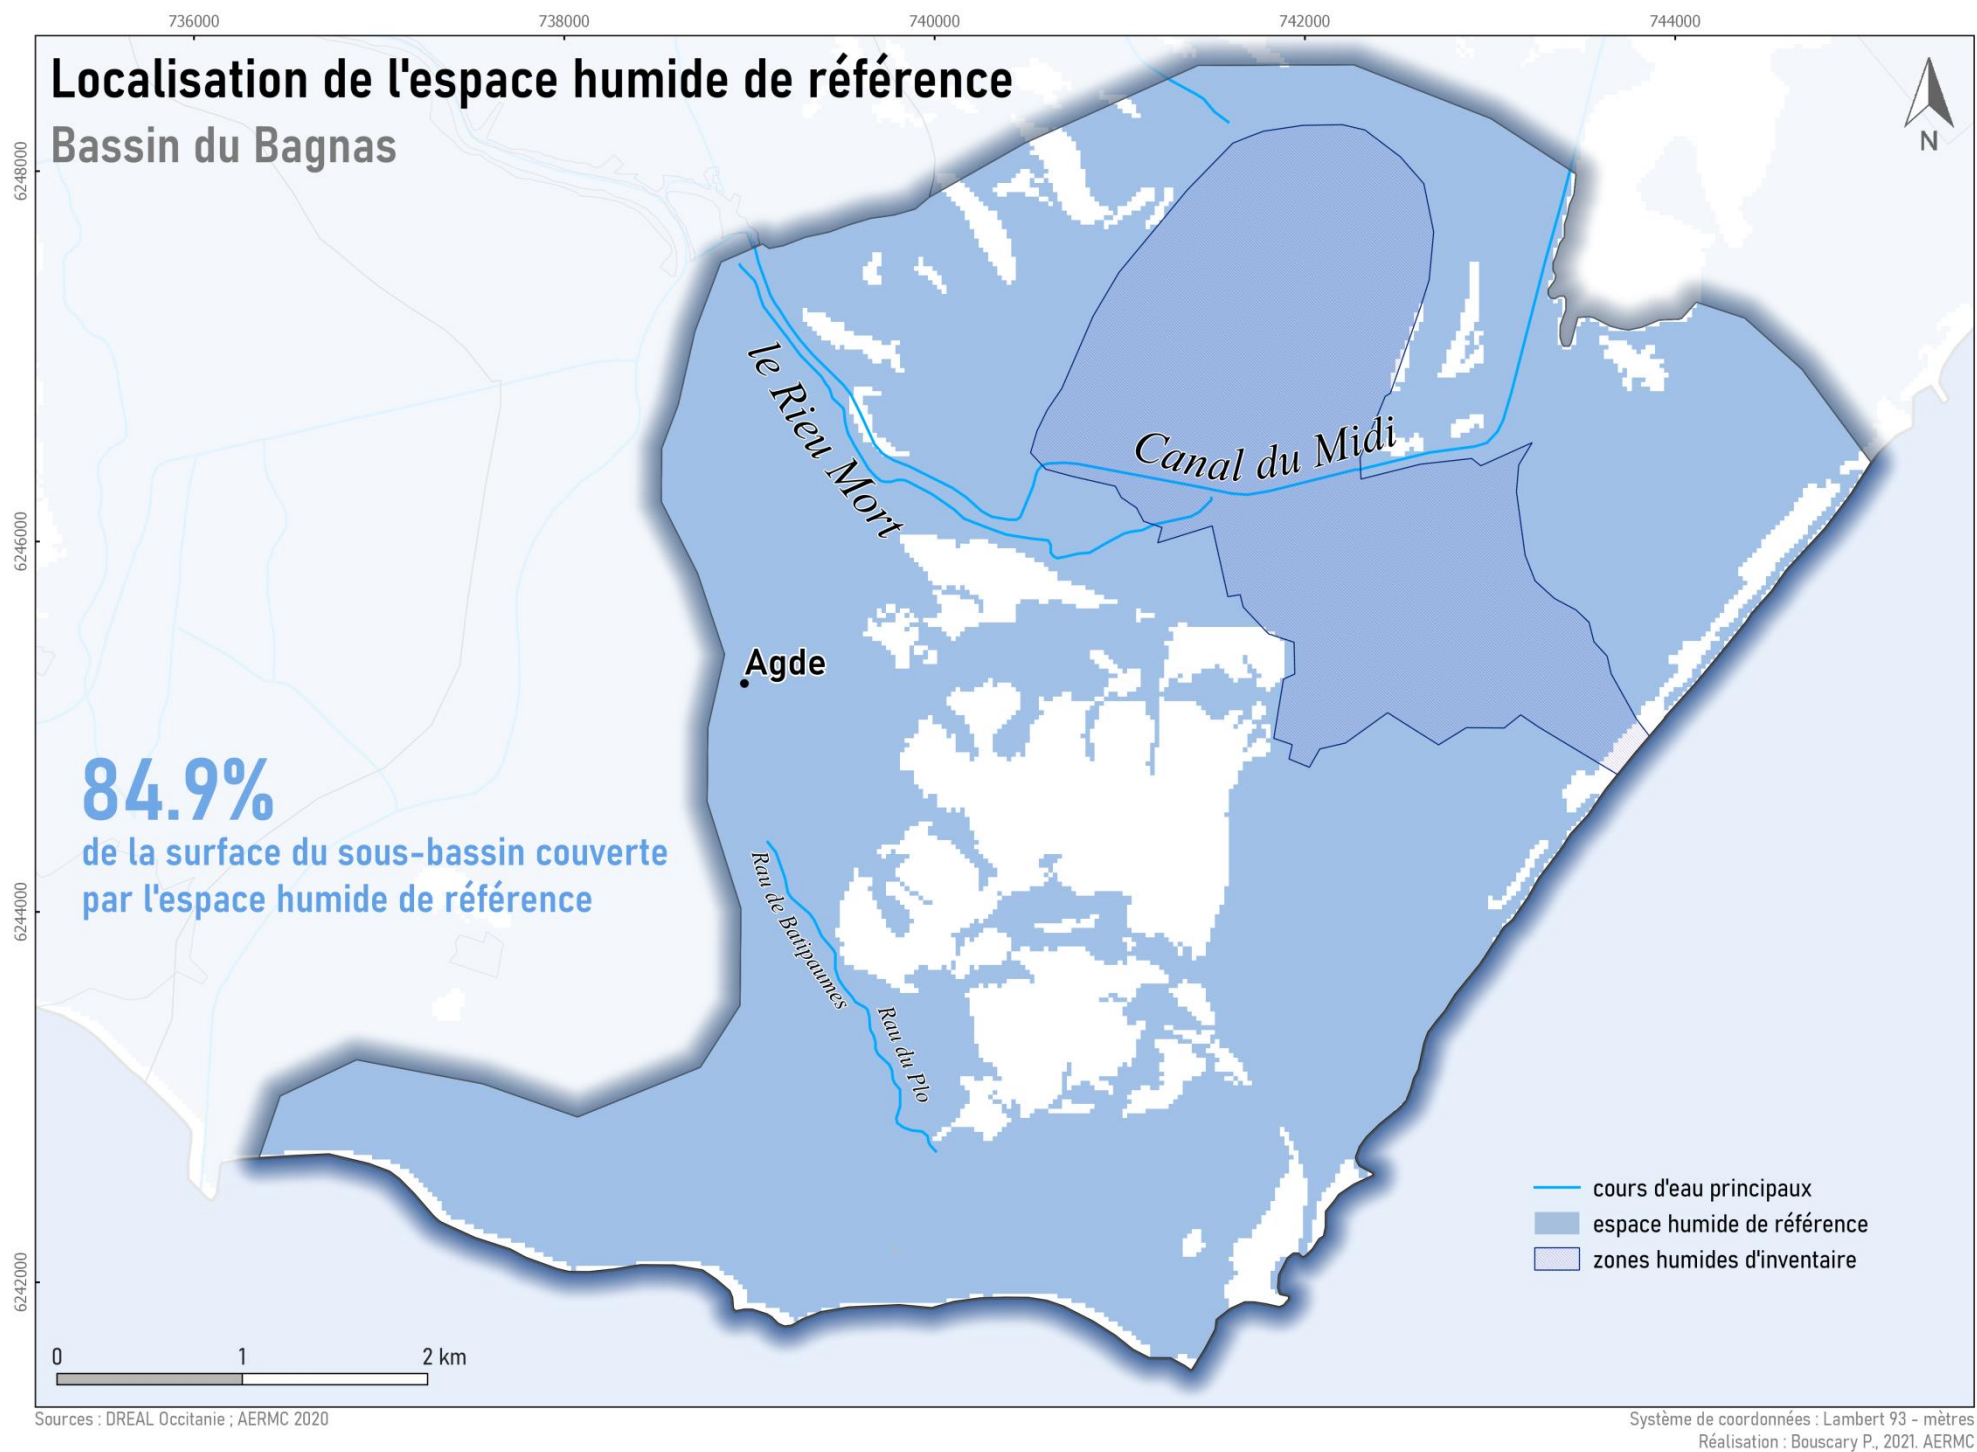 736000
738000
740000
742000
744000
Localisation de l'espace humide de référence
Bassin du Bagnas
N
6248000
6246000
6244000
6242000
le Rieu Mort
Canal du Midi
Agde
84.9%
de la surface du sous-bassin couverte
par l'espace humide de référence
Rau de Batipaumes
Rau du Plo
cours d'eau principaux
espace humide de référence
zones humides d'inventaire
0 1 2 km
Sources : DREAL Occitanie ; AERMC 2020
Système de coordonnées : Lambert 93 - mètres
Réalisation : Bouscary P., 2021. AERMC